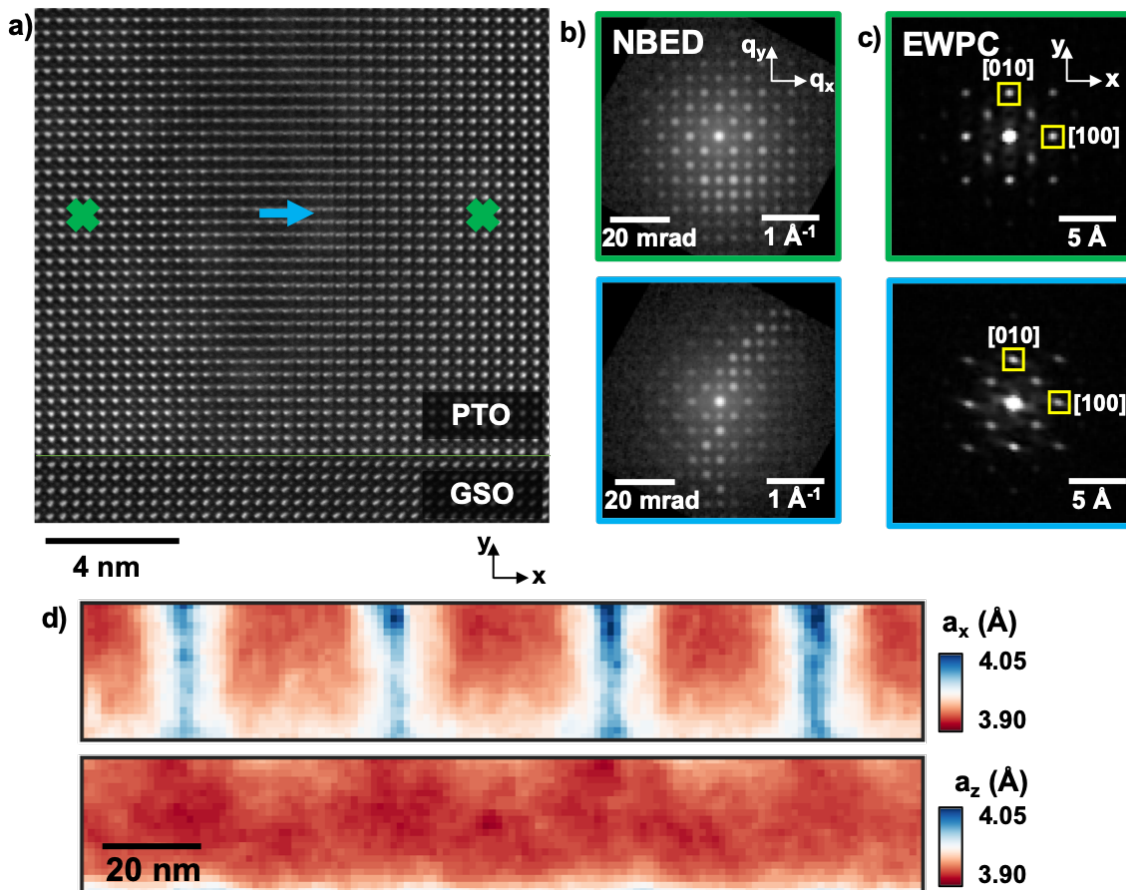 a)
PTO
GSO
4 nm
y
x
b)
NBED
q_y
q_x
20 mrad
1 Å⁻¹
20 mrad
1 Å⁻¹
c)
EWPC
y
x
[010]
[100]
5 Å
[010]
[100]
5 Å
d)
a_x (Å)
4.05
3.90
20 nm
a_z (Å)
4.05
3.90